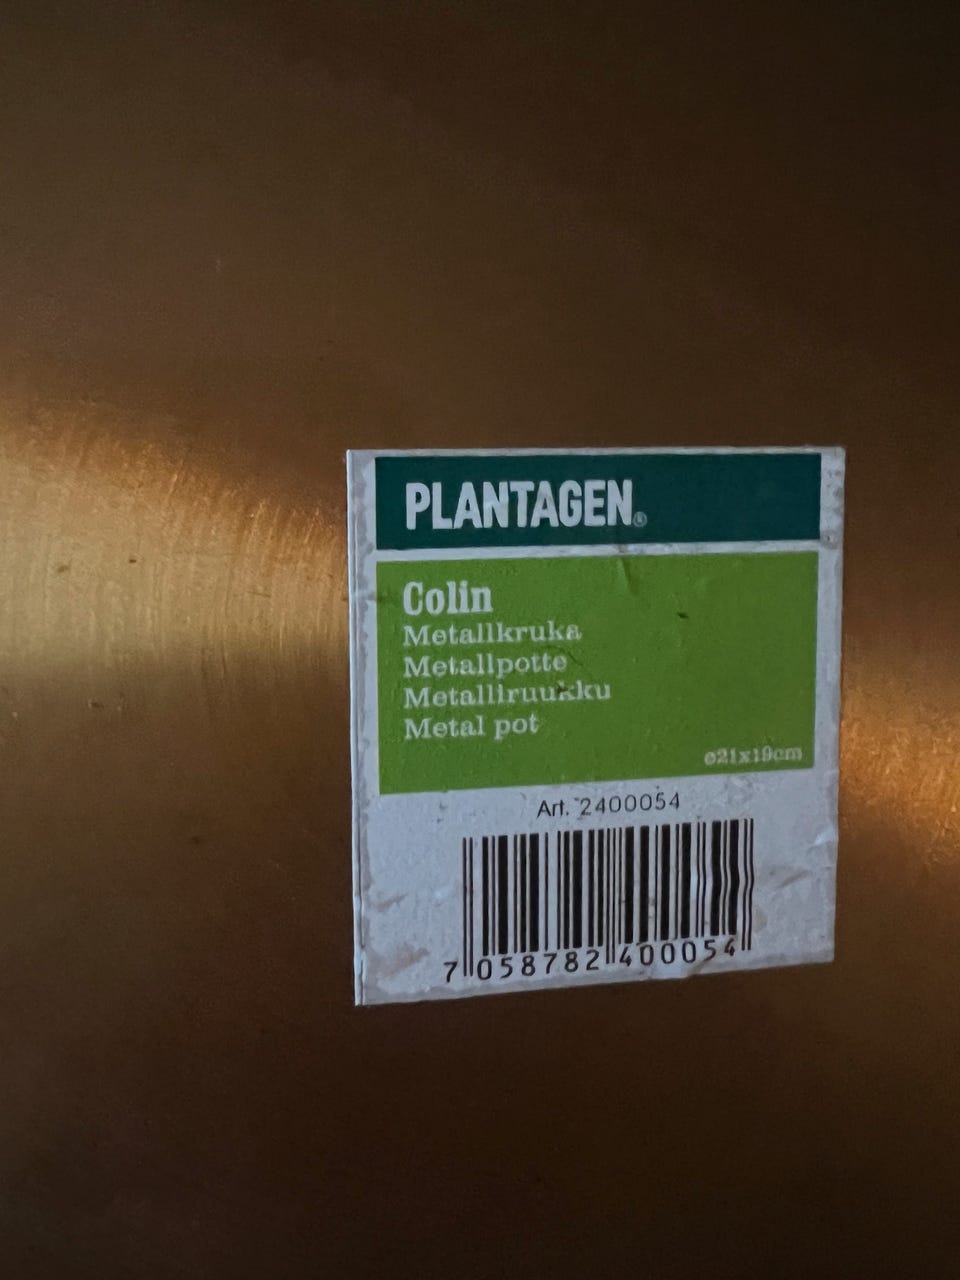 PLANTAGEN®
Colin
Metallkruka
Metallpotte
Metalliruukku
Metal pot
ø21x19cm
Art. 2400054
7 058782 400054